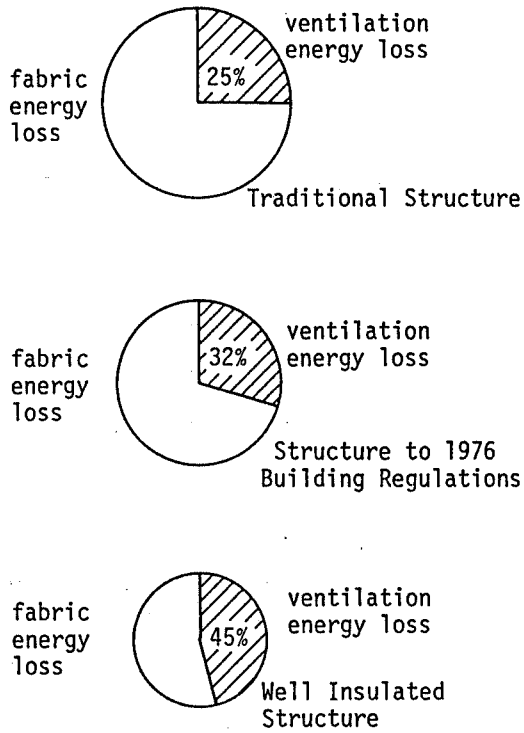 ventilation
energy loss
25%
fabric
energy
loss
Traditional Structure
ventilation
energy loss
32%
fabric
energy
loss
Structure to 1976
Building Regulations
ventilation
energy loss
45%
fabric
energy
loss
Well Insulated
Structure